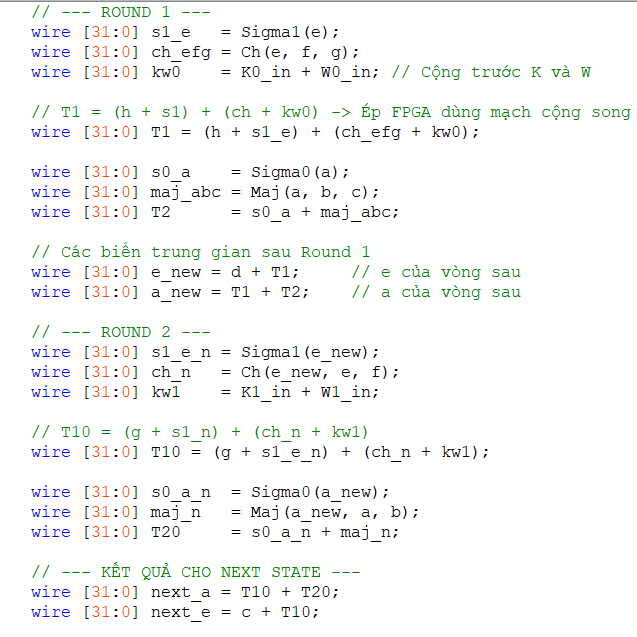 // --- ROUND 1 ---
wire [31:0] s1_e   = Sigma1(e);
wire [31:0] ch_efg = Ch(e, f, g);
wire [31:0] kw0    = K0_in + W0_in; // Cộng trước K và W
// T1 = (h + s1) + (ch + kw0) -> Ép FPGA dùng mạch cộng song
wire [31:0] T1 = (h + s1_e) + (ch_efg + kw0);
wire [31:0] s0_a    = Sigma0(a);
wire [31:0] maj_abc = Maj(a, b, c);
wire [31:0] T2      = s0_a + maj_abc;
// Các biến trung gian sau Round 1
wire [31:0] e_new = d + T1;     // e của vòng sau
wire [31:0] a_new = T1 + T2;    // a của vòng sau
// --- ROUND 2 ---
wire [31:0] s1_e_n = Sigma1(e_new);
wire [31:0] ch_n   = Ch(e_new, e, f);
wire [31:0] kw1    = K1_in + W1_in;
// T10 = (g + s1_n) + (ch_n + kw1)
wire [31:0] T10 = (g + s1_e_n) + (ch_n + kw1);
wire [31:0] s0_a_n  = Sigma0(a_new);
wire [31:0] maj_n   = Maj(a_new, a, b);
wire [31:0] T20     = s0_a_n + maj_n;
// --- KẾT QUẢ CHO NEXT STATE ---
wire [31:0] next_a = T10 + T20;
wire [31:0] next_e = c + T10;